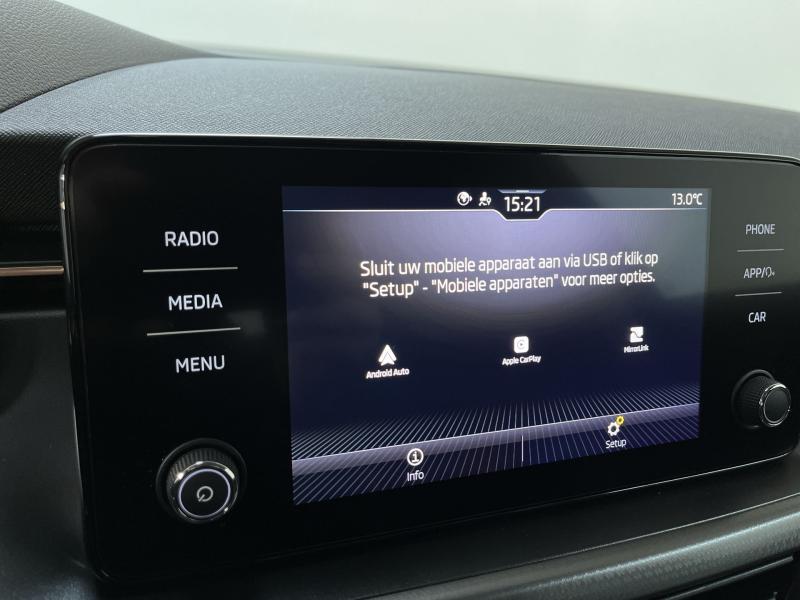 RADIO
MEDIA
MENU
15:21
13.0°C
Sluit uw mobiele apparaat aan via USB of klik op
"Setup" - "Mobiele apparaten" voor meer opties.
Android Auto
Apple CarPlay
MirrorLink
Info
Setup
PHONE
APP/
CAR